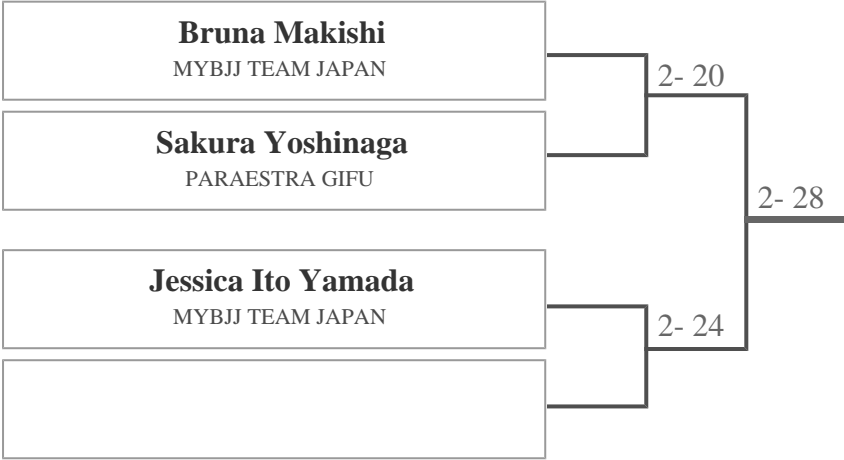 Bruna Makishi
MYBJJ TEAM JAPAN
2- 20
Sakura Yoshinaga
PARAESTRA GIFU
2- 28
Jessica Ito Yamada
MYBJJ TEAM JAPAN
2- 24